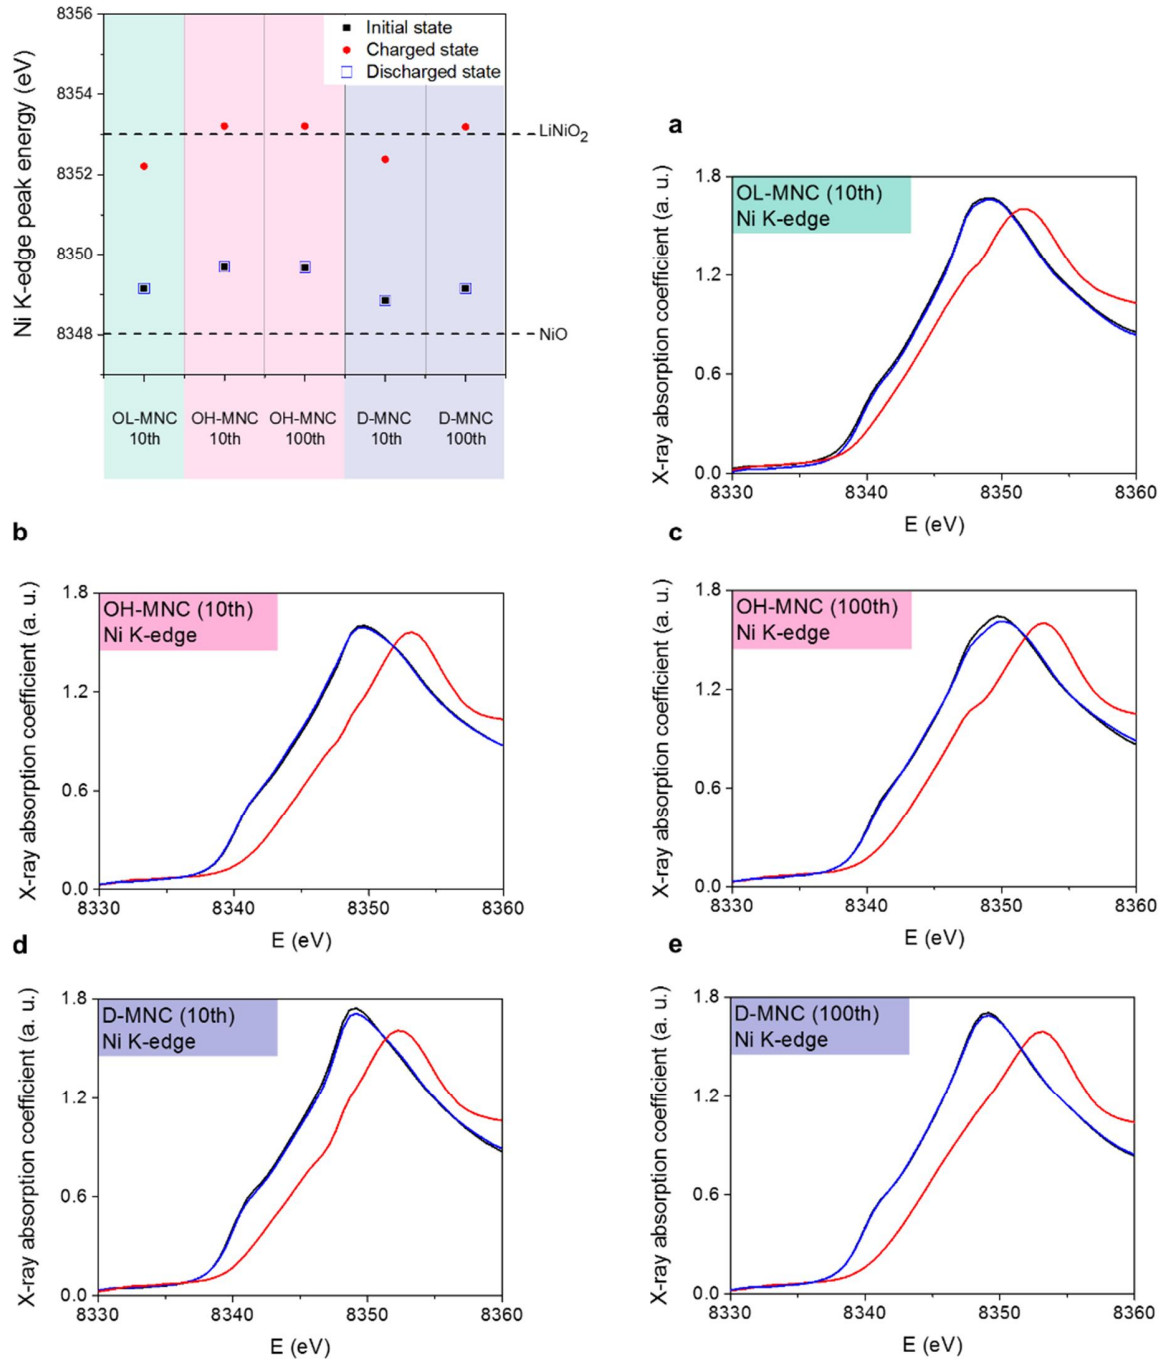 8356
8354
8352
8350
8348
Ni K-edge peak energy (eV)
Initial state
Charged state
Discharged state
LiNiO₂
NiO
OL-MNC 10th
OH-MNC 10th
OH-MNC 100th
D-MNC 10th
D-MNC 100th
a
OL-MNC (10th)
Ni K-edge
X-ray absorption coefficient (a. u.)
1.8
1.2
0.6
0.0
8330 8340 8350 8360
E (eV)
b
OH-MNC (10th)
Ni K-edge
X-ray absorption coefficient (a. u.)
1.8
1.2
0.6
0.0
8330 8340 8350 8360
E (eV)
c
OH-MNC (100th)
Ni K-edge
X-ray absorption coefficient (a. u.)
1.8
1.2
0.6
0.0
8330 8340 8350 8360
E (eV)
d
D-MNC (10th)
Ni K-edge
X-ray absorption coefficient (a. u.)
1.8
1.2
0.6
0.0
8330 8340 8350 8360
E (eV)
e
D-MNC (100th)
Ni K-edge
X-ray absorption coefficient (a. u.)
1.8
1.2
0.6
0.0
8330 8340 8350 8360
E (eV)